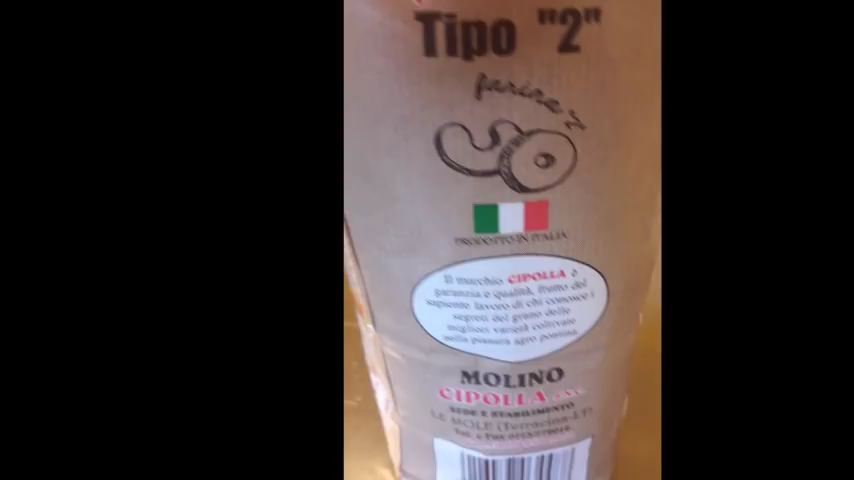 Tipo "2"
farina
PRODOTTO IN ITALIA
Il marchio CIPOLLA è
garanzia e qualità, frutto del
sapiente lavoro di chi conosce i
segreti del grano delle
migliori varietà coltivate
nella pianura agro pontina
MOLINO
CIPOLLA
SEDE E STABILIMENTO
LE MOLE (Terracina-LT)